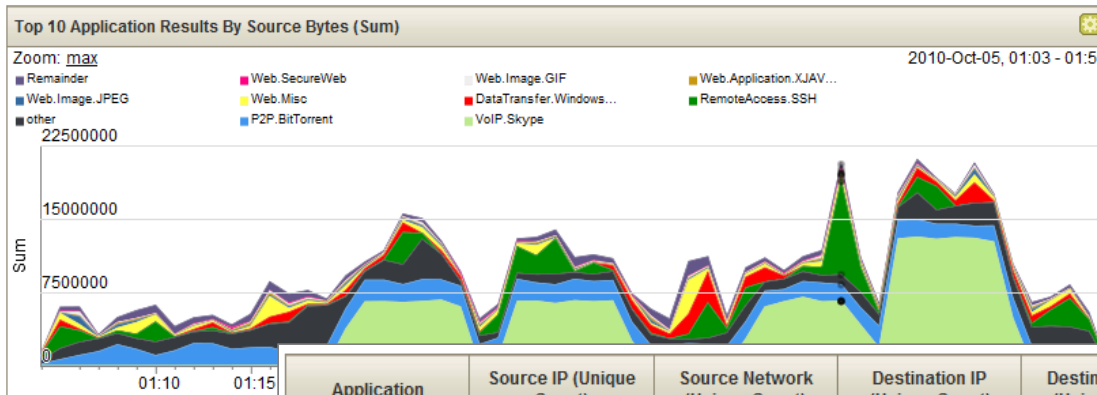 Top 10 Application Results By Source Bytes (Sum)
Zoom: max 2010-Oct-05, 01:03 - 01:5
Remainder Web.SecureWeb Web.Image.GIF Web.Application.XJAV...
Web.Image.JPEG Web.Misc DataTransfer.Windows... RemoteAccess.SSH
other P2P.BitTorrent VoIP.Skype
22500000
15000000
7500000
Sum
0
01:10 01:15
Application Source IP (Unique Source Network Destination IP Destin